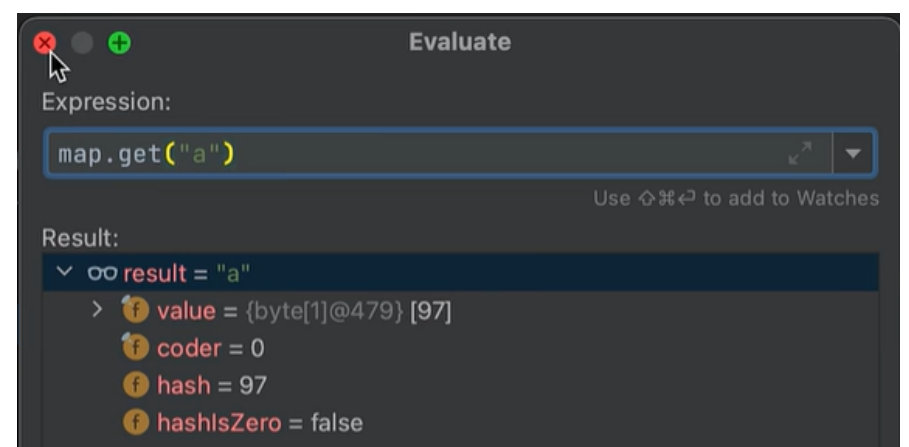 Evaluate
Expression:
map.get("a")
Use ⇧⌘⏎ to add to Watches
Result:
result = "a"
value = {byte[1]@479} [97]
coder = 0
hash = 97
hashIsZero = false